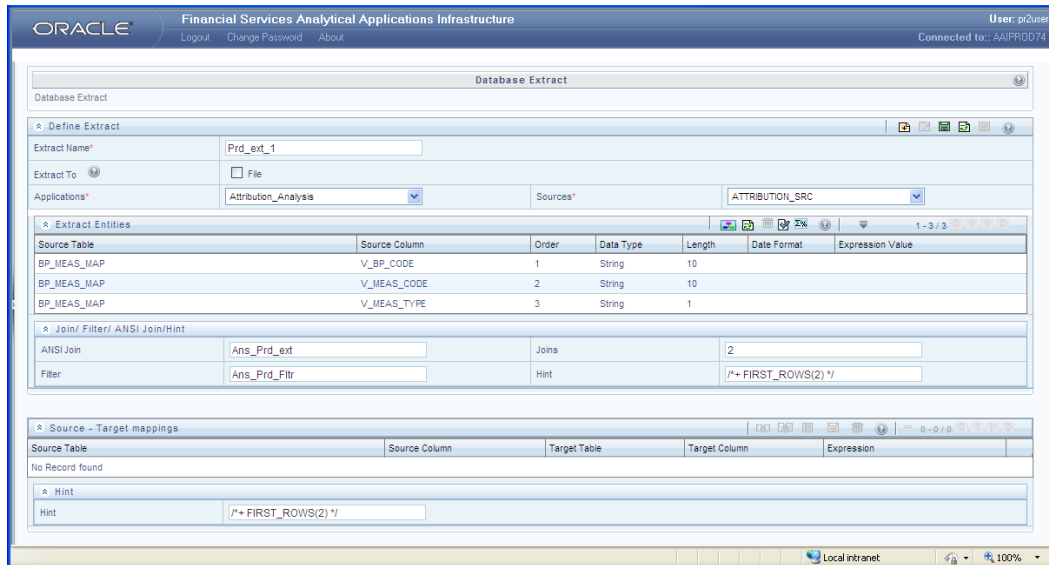 ORACLE
Financial Services Analytical Applications Infrastructure
User: pr2user
Logout Change Password About
Connected to:: AAIPROD74
Database Extract
Database Extract
Define Extract
Extract Name* Prd_ext_1
Extract To File
Applications* Attribution_Analysis Sources* ATTRIBUTION_SRC
Extract Entities 1 - 3 / 3
Source Table Source Column Order Data Type Length Date Format Expression Value
BP_MEAS_MAP V_BP_CODE 1 String 10
BP_MEAS_MAP V_MEAS_CODE 2 String 10
BP_MEAS_MAP V_MEAS_TYPE 3 String 1
Join/ Filter/ ANSI Join/Hint
ANSI Join Ans_Prd_ext Joins 2
Filter Ans_Prd_Fltr Hint /*+ FIRST_ROWS(2) */
Source - Target mappings 0 - 0 / 0
Source Table Source Column Target Table Target Column Expression
No Record found
Hint
Hint /*+ FIRST_ROWS(2) */
Local intranet 100%